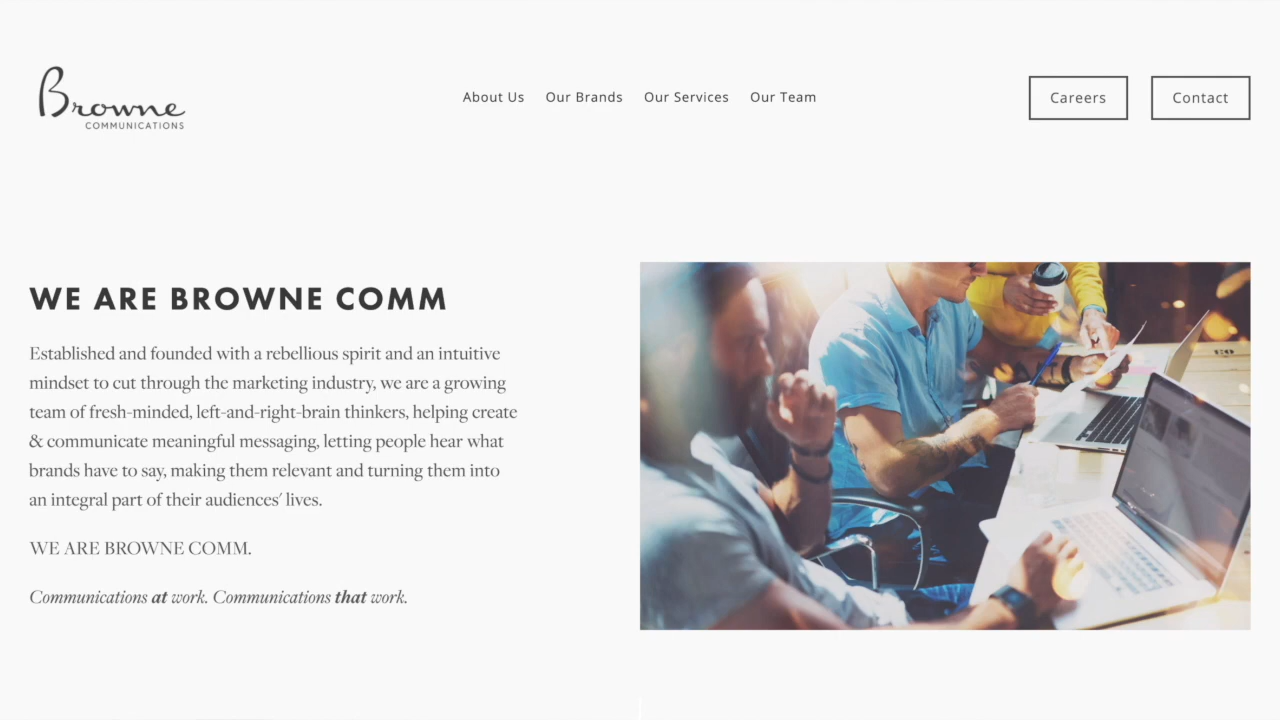 Browne
COMMUNICATIONS
About Us Our Brands Our Services Our Team
Careers
Contact
WE ARE BROWNE COMM
Established and founded with a rebellious spirit and an intuitive
mindset to cut through the marketing industry, we are a growing
team of fresh-minded, left-and-right-brain thinkers, helping create
& communicate meaningful messaging, letting people hear what
brands have to say, making them relevant and turning them into
an integral part of their audiences' lives.
WE ARE BROWNE COMM.
Communications at work. Communications that work.